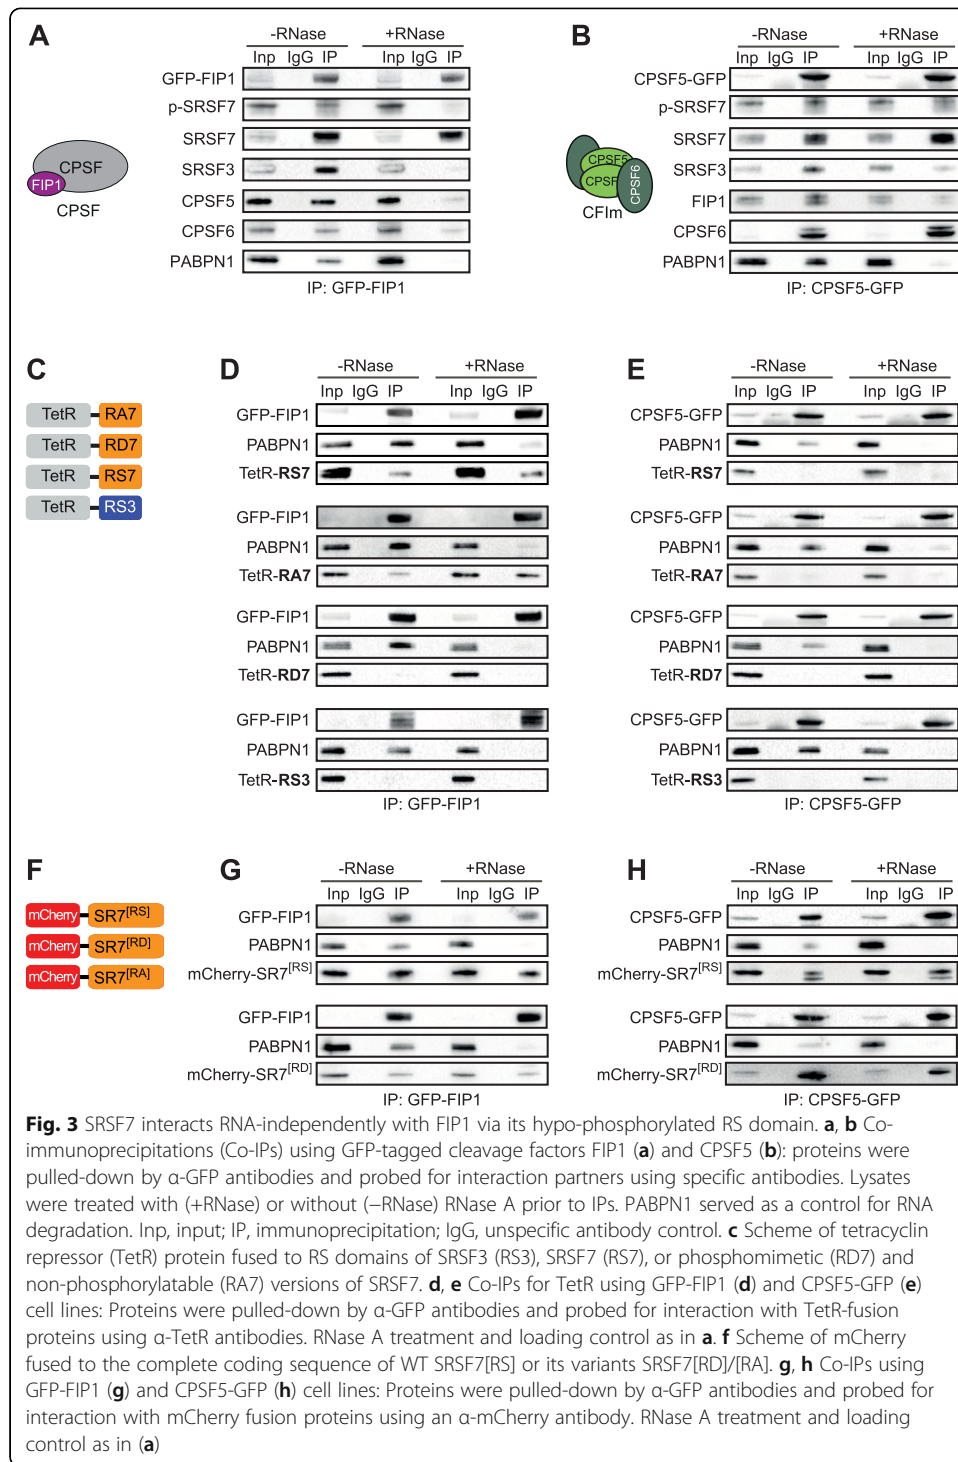 A
-RNase +RNase
Inp IgG IP Inp IgG IP
GFP-FIP1
p-SRSF7
SRSF7
SRSF3
CPSF5
CPSF6
PABPN1
IP: GFP-FIP1
CPSF
FIP1
CPSF
B
-RNase +RNase
Inp IgG IP Inp IgG IP
CPSF5-GFP
p-SRSF7
SRSF7
SRSF3
FIP1
CPSF6
PABPN1
IP: CPSF5-GFP
CPSF5
CPSF
CPSF6
CFIm
C
TetR RA7
TetR RD7
TetR RS7
TetR RS3
D
-RNase +RNase
Inp IgG IP Inp IgG IP
GFP-FIP1
PABPN1
TetR-RS7
GFP-FIP1
PABPN1
TetR-RA7
GFP-FIP1
PABPN1
TetR-RD7
GFP-FIP1
PABPN1
TetR-RS3
IP: GFP-FIP1
E
-RNase +RNase
Inp IgG IP Inp IgG IP
CPSF5-GFP
PABPN1
TetR-RS7
CPSF5-GFP
PABPN1
TetR-RA7
CPSF5-GFP
PABPN1
TetR-RD7
CPSF5-GFP
PABPN1
TetR-RS3
IP: CPSF5-GFP
F
mCherry SR7[RS]
mCherry SR7[RD]
mCherry SR7[RA]
G
-RNase +RNase
Inp IgG IP Inp IgG IP
GFP-FIP1
PABPN1
mCherry-SR7[RS]
GFP-FIP1
PABPN1
mCherry-SR7[RD]
IP: GFP-FIP1
H
-RNase +RNase
Inp IgG IP Inp IgG IP
CPSF5-GFP
PABPN1
mCherry-SR7[RS]
CPSF5-GFP
PABPN1
mCherry-SR7[RD]
IP: CPSF5-GFP
Fig. 3 SRSF7 interacts RNA-independently with FIP1 via its hypo-phosphorylated RS domain. a, b Co-
immunoprecipitations (Co-IPs) using GFP-tagged cleavage factors FIP1 (a) and CPSF5 (b): proteins were
pulled-down by α-GFP antibodies and probed for interaction partners using specific antibodies. Lysates
were treated with (+RNase) or without (−RNase) RNase A prior to IPs. PABPN1 served as a control for RNA
degradation. Inp, input; IP, immunoprecipitation; IgG, unspecific antibody control. c Scheme of tetracyclin
repressor (TetR) protein fused to RS domains of SRSF3 (RS3), SRSF7 (RS7), or phosphomimetic (RD7) and
non-phosphorylatable (RA7) versions of SRSF7. d, e Co-IPs for TetR using GFP-FIP1 (d) and CPSF5-GFP (e)
cell lines: Proteins were pulled-down by α-GFP antibodies and probed for interaction with TetR-fusion
proteins using α-TetR antibodies. RNase A treatment and loading control as in a. f Scheme of mCherry
fused to the complete coding sequence of WT SRSF7[RS] or its variants SRSF7[RD]/[RA]. g, h Co-IPs using
GFP-FIP1 (g) and CPSF5-GFP (h) cell lines: Proteins were pulled-down by α-GFP antibodies and probed for
interaction with mCherry fusion proteins using an α-mCherry antibody. RNase A treatment and loading
control as in (a)